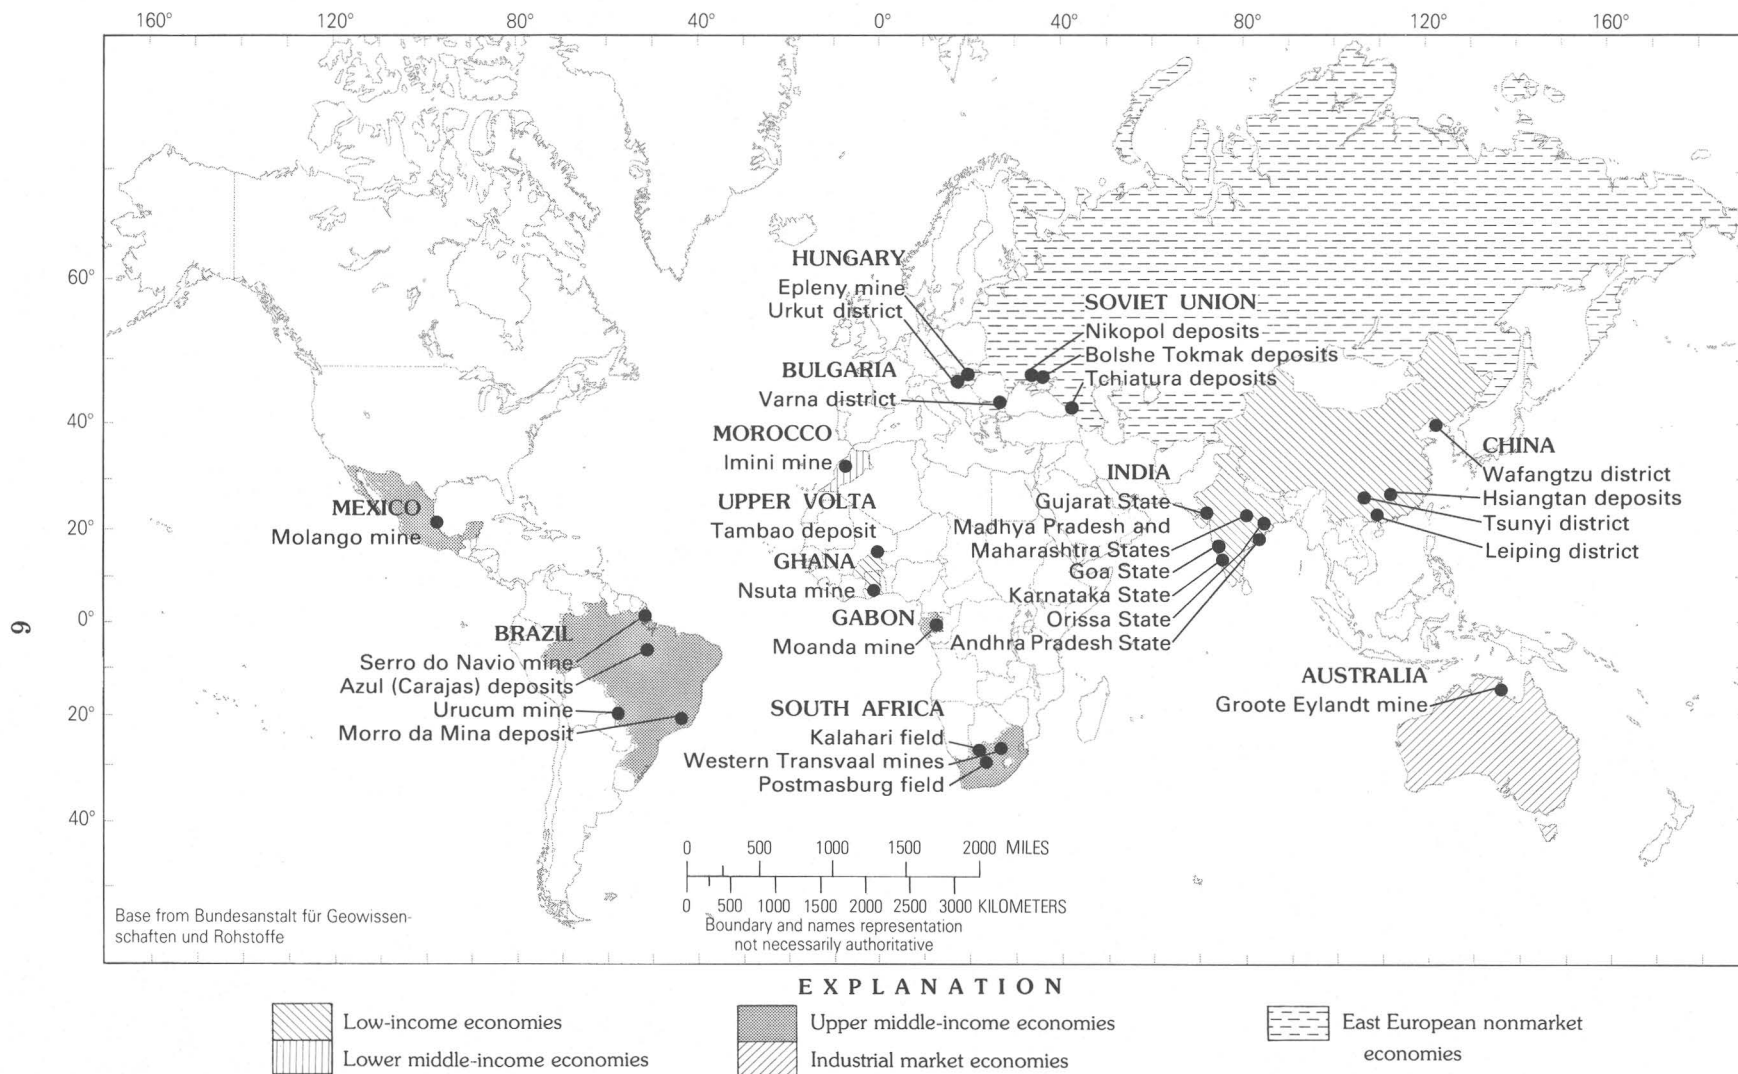 160° 120° 80° 40° 0° 40° 80° 120° 160°
60°
40°
20°
0°
20°
40°
9
HUNGARY
Epleny mine
Urkut district
SOVIET UNION
Nikopol deposits
Bolshe Tokmak deposits
Tchiatura deposits
BULGARIA
Varna district
MOROCCO
Imini mine
UPPER VOLTA
Tambao deposit
GHANA
Nsuta mine
GABON
Moanda mine
INDIA
Gujarat State
Madhya Pradesh and
Maharashtra States
Goa State
Karnataka State
Orissa State
Andhra Pradesh State
CHINA
Wafangtzu district
Hsiangtan deposits
Tsunyi district
Leiping district
MEXICO
Molango mine
BRAZIL
Serro do Navio mine
Azul (Carajas) deposits
Urucum mine
Morro da Mina deposit
SOUTH AFRICA
Kalahari field
Western Transvaal mines
Postmasburg field
AUSTRALIA
Groote Eylandt mine
0 500 1000 1500 2000 MILES
0 500 1000 1500 2000 2500 3000 KILOMETERS
Boundary and names representation
not necessarily authoritative
Base from Bundesanstalt für Geowissen-
schaften und Rohstoffe
EXPLANATION
Low-income economies
Lower middle-income economies
Upper middle-income economies
Industrial market economies
East European nonmarket
economies